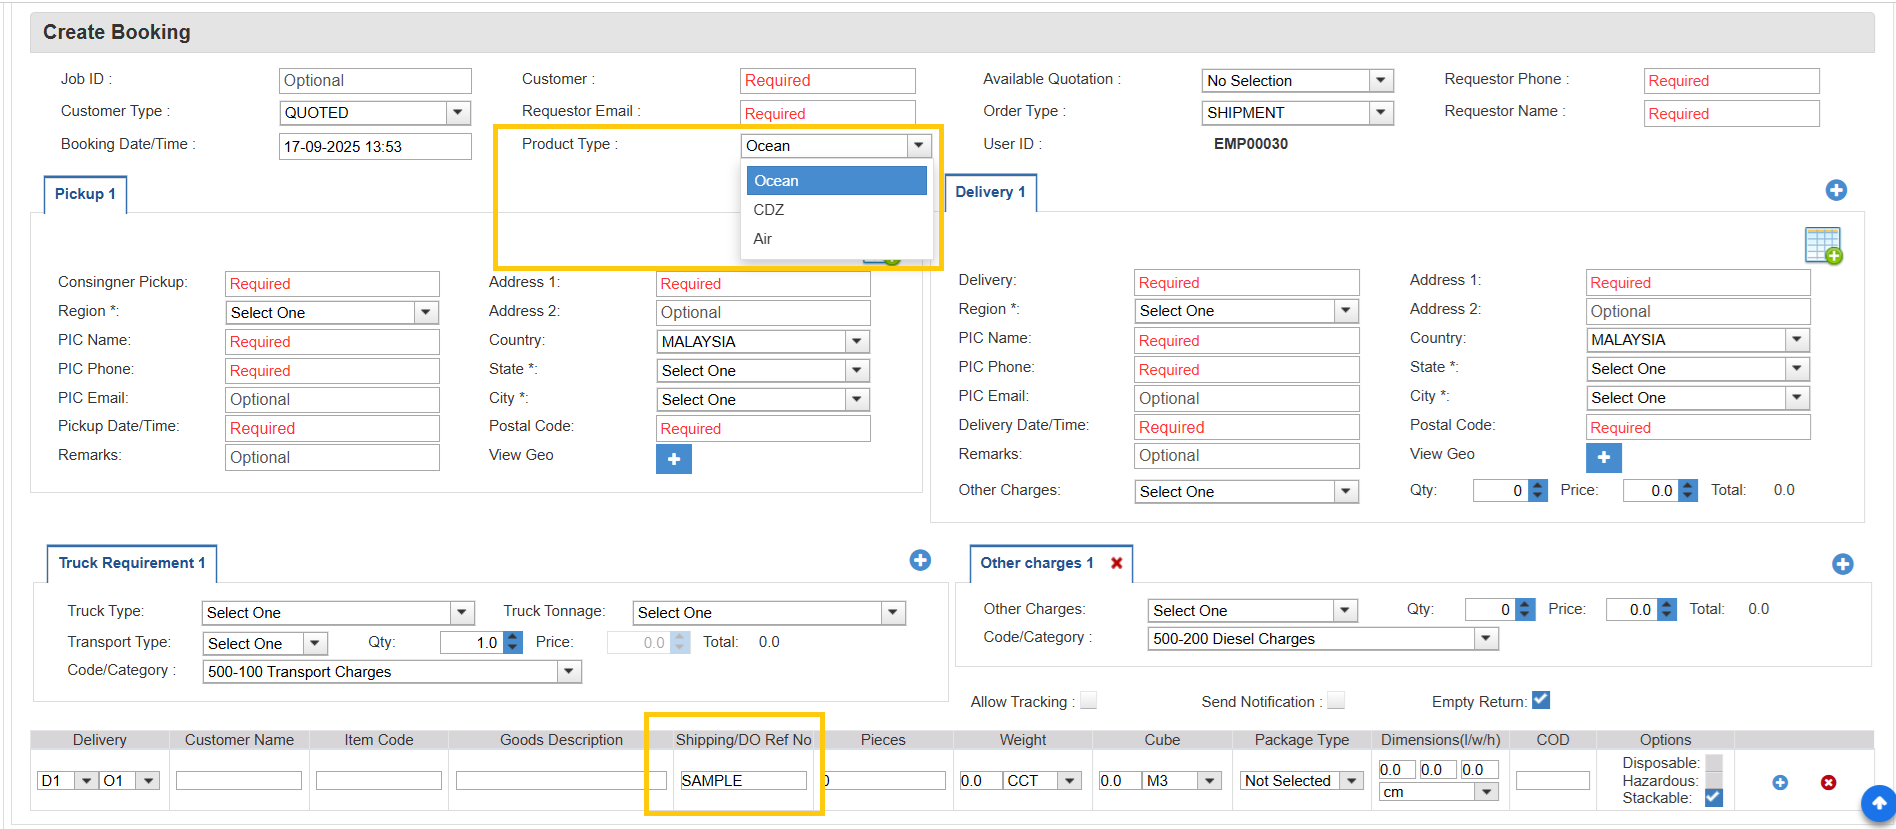 Create Booking
Job ID : Optional Customer : Required Available Quotation : No Selection Requestor Phone : Required
Customer Type : QUOTED Requestor Email : Required Order Type : SHIPMENT Requestor Name : Required
Booking Date/Time : 17-09-2025 13:53 Product Type : Ocean User ID : EMP00030
Ocean
CDZ
Air
Pickup 1
Consingner Pickup: Required Address 1: Required
Region *: Select One Address 2: Optional
PIC Name: Required Country: MALAYSIA
PIC Phone: Required State *: Select One
PIC Email: Optional City *: Select One
Pickup Date/Time: Required Postal Code: Required
Remarks: Optional View Geo
Delivery 1
Delivery: Required Address 1: Required
Region *: Select One Address 2: Optional
PIC Name: Required Country: MALAYSIA
PIC Phone: Required State *: Select One
PIC Email: Optional City *: Select One
Delivery Date/Time: Required Postal Code: Required
Remarks: Optional View Geo
Other Charges: Select One Qty: 0 Price: 0.0 Total: 0.0
Truck Requirement 1
Truck Type: Select One Truck Tonnage: Select One
Transport Type: Select One Qty: 1.0 Price: 0.0 Total: 0.0
Code/Category : 500-100 Transport Charges
Other charges 1
Other Charges: Select One Qty: 0 Price: 0.0 Total: 0.0
Code/Category : 500-200 Diesel Charges
Allow Tracking : Send Notification : Empty Return:
Delivery Customer Name Item Code Goods Description Shipping/DO Ref No Pieces Weight Cube Package Type Dimensions(l/w/h) COD Options
D1 O1 SAMPLE 0 0.0 CCT 0.0 M3 Not Selected 0.0 0.0 0.0
cm
Disposable:
Hazardous:
Stackable: